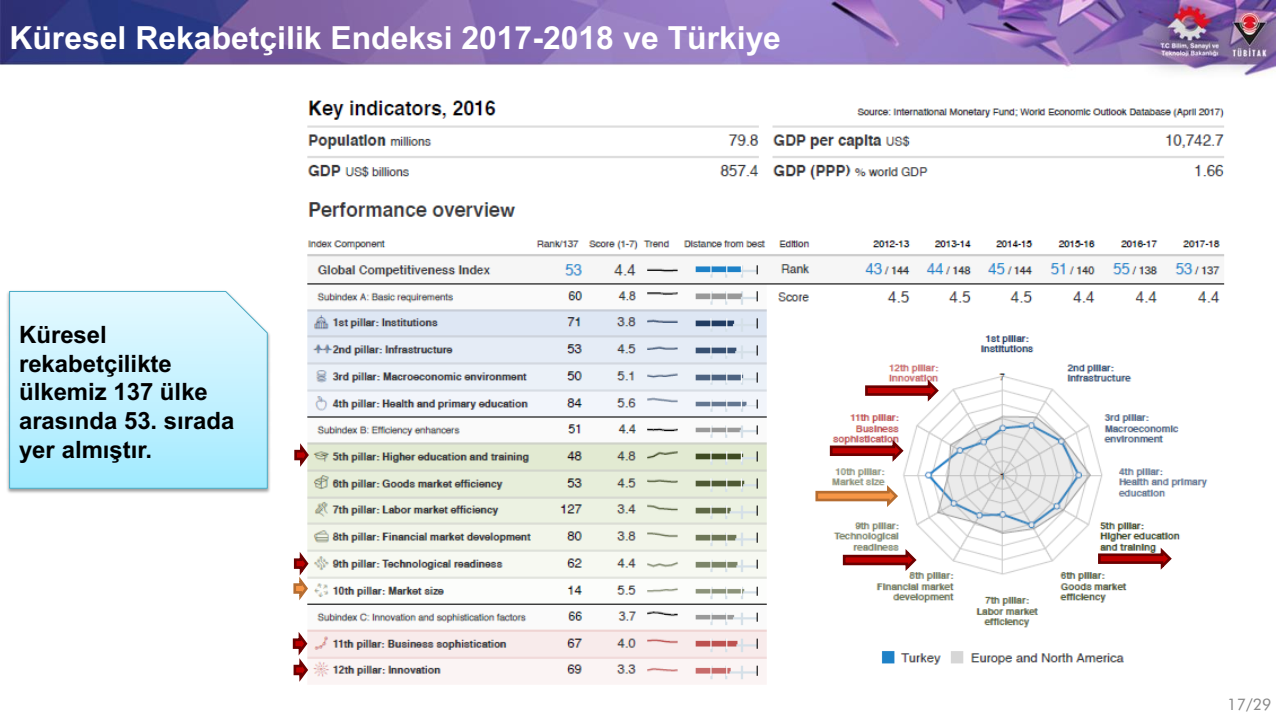 Küresel Rekabetçilik Endeksi 2017-2018 ve Türkiye
T.C Bilim, Sanayi ve
Teknoloji Bakanlığı
TÜBİTAK
Key indicators, 2016
Source: International Monetary Fund; World Economic Outlook Database (April 2017)
Population millions 79.8 GDP per capita US$ 10,742.7
GDP US$ billions 857.4 GDP (PPP) % world GDP 1.66
Performance overview
Index Component Rank/137 Score (1-7) Trend Distance from best Edition 2012-13 2013-14 2014-15 2015-16 2016-17 2017-18
Global Competitiveness Index 53 4.4 Rank 43 / 144 44 / 148 45 / 144 51 / 140 55 / 138 53 / 137
Subindex A: Basic requirements 60 4.8 Score 4.5 4.5 4.5 4.4 4.4 4.4
1st pillar: Institutions 71 3.8
2nd pillar: Infrastructure 53 4.5
3rd pillar: Macroeconomic environment 50 5.1
4th pillar: Health and primary education 84 5.6
Subindex B: Efficiency enhancers 51 4.4
5th pillar: Higher education and training 48 4.8
6th pillar: Goods market efficiency 53 4.5
7th pillar: Labor market efficiency 127 3.4
8th pillar: Financial market development 80 3.8
9th pillar: Technological readiness 62 4.4
10th pillar: Market size 14 5.5
Subindex C: Innovation and sophistication factors 66 3.7
11th pillar: Business sophistication 67 4.0
12th pillar: Innovation 69 3.3
Küresel
rekabetçilikte
ülkemiz 137 ülke
arasında 53. sırada
yer almıştır.
1st pillar:
Institutions
7
2nd pillar:
Infrastructure
3rd pillar:
Macroeconomic
environment
4th pillar:
Health and primary
education
5th pillar:
Higher education
and training
6th pillar:
Goods market
efficiency
7th pillar:
Labor market
efficiency
8th pillar:
Financial market
development
9th pillar:
Technological
readiness
10th pillar:
Market size
11th pillar:
Business
sophistication
12th pillar:
Innovation
Turkey Europe and North America
17/29